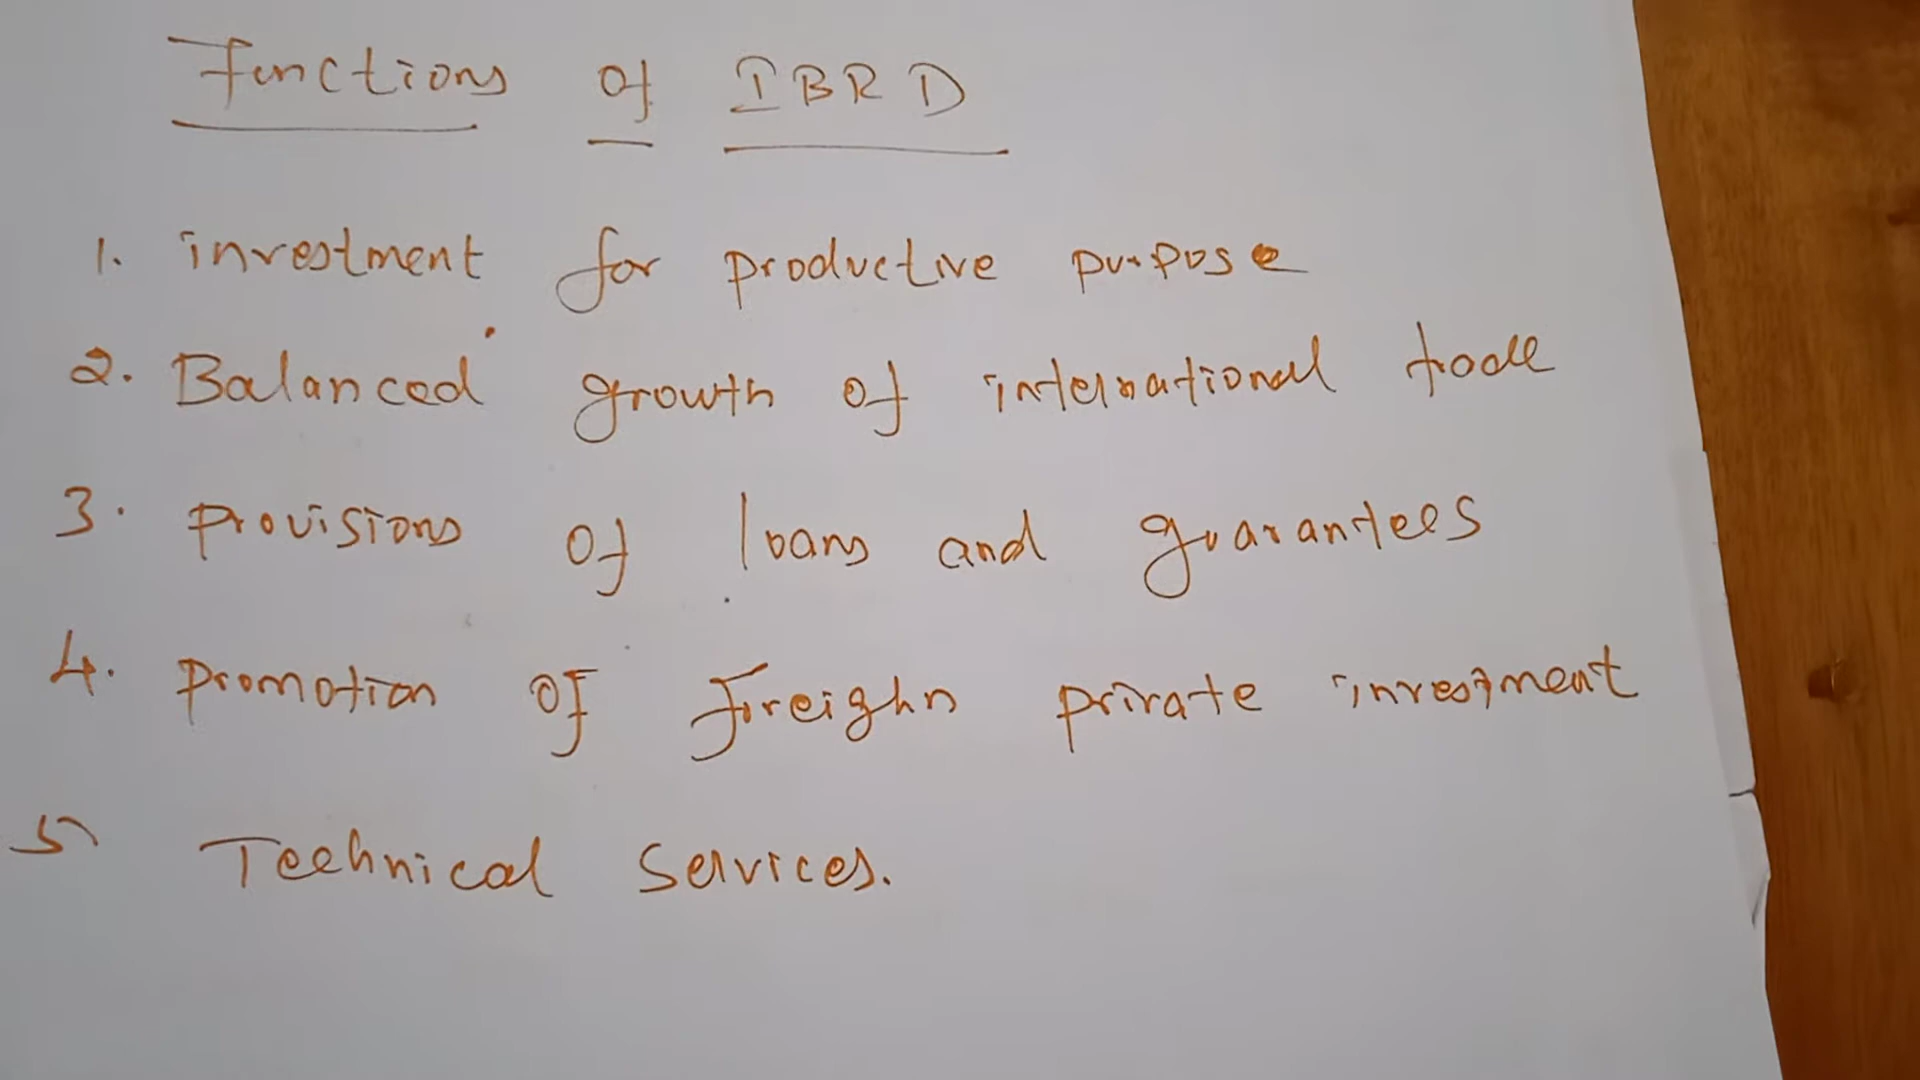 Functions of IBRD
1. investment for productive purpose
2. Balanced growth of international trade
3. provisions of loans and guarantees
4. promotion of foreighn private investment
5 Technical services.